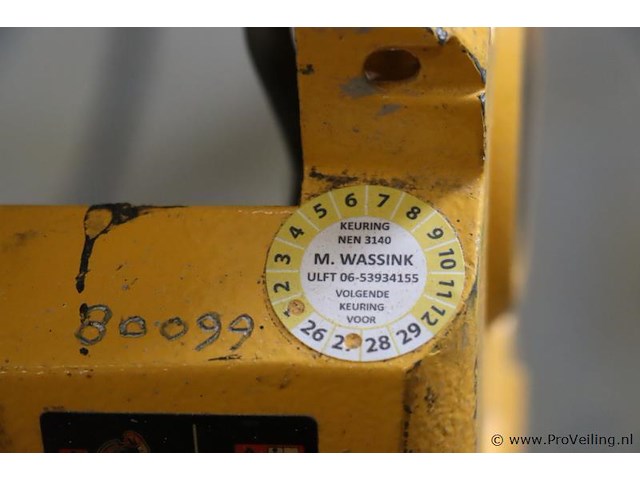 KEURING
NEN 3140
M. WASSINK
ULFT 06-53934155
VOLGENDE
KEURING
VOOR
1 2 3 4 5 6 7 8 9 10 11 12
26 27 28 29
80099
© www.ProVeiling.nl